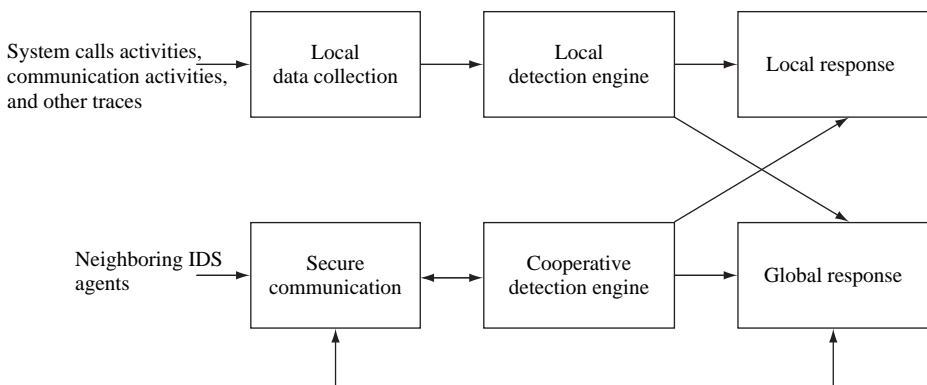 System calls activities,
communication activities,
and other traces
Local
data collection
Local
detection engine
Local response
Neighboring IDS
agents
Secure
communication
Cooperative
detection engine
Global response